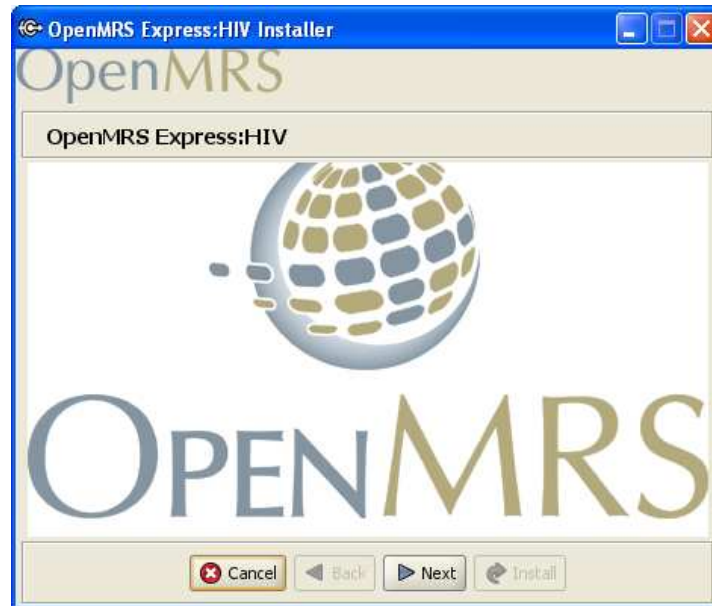 OpenMRS Express:HIV Installer
OpenMRS
OpenMRS Express:HIV
OPENMRS
Cancel Back Next Install